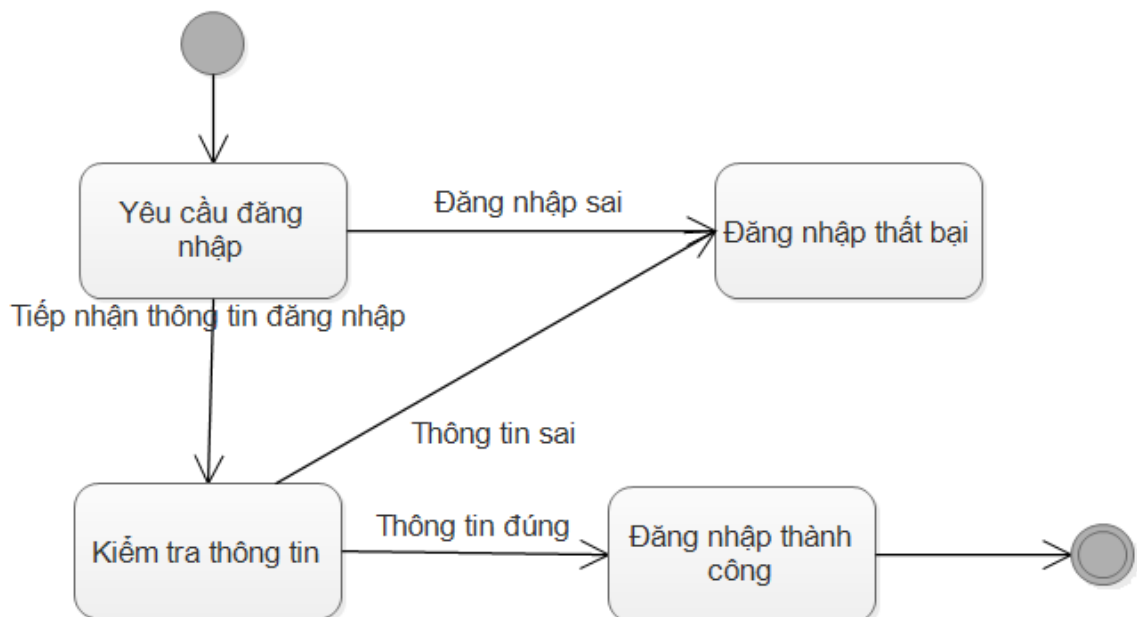 Yêu cầu đăng
nhập
Đăng nhập sai
Đăng nhập thất bại
Tiếp nhận thông tin đăng nhập
Thông tin sai
Kiểm tra thông tin
Thông tin đúng
Đăng nhập thành
công